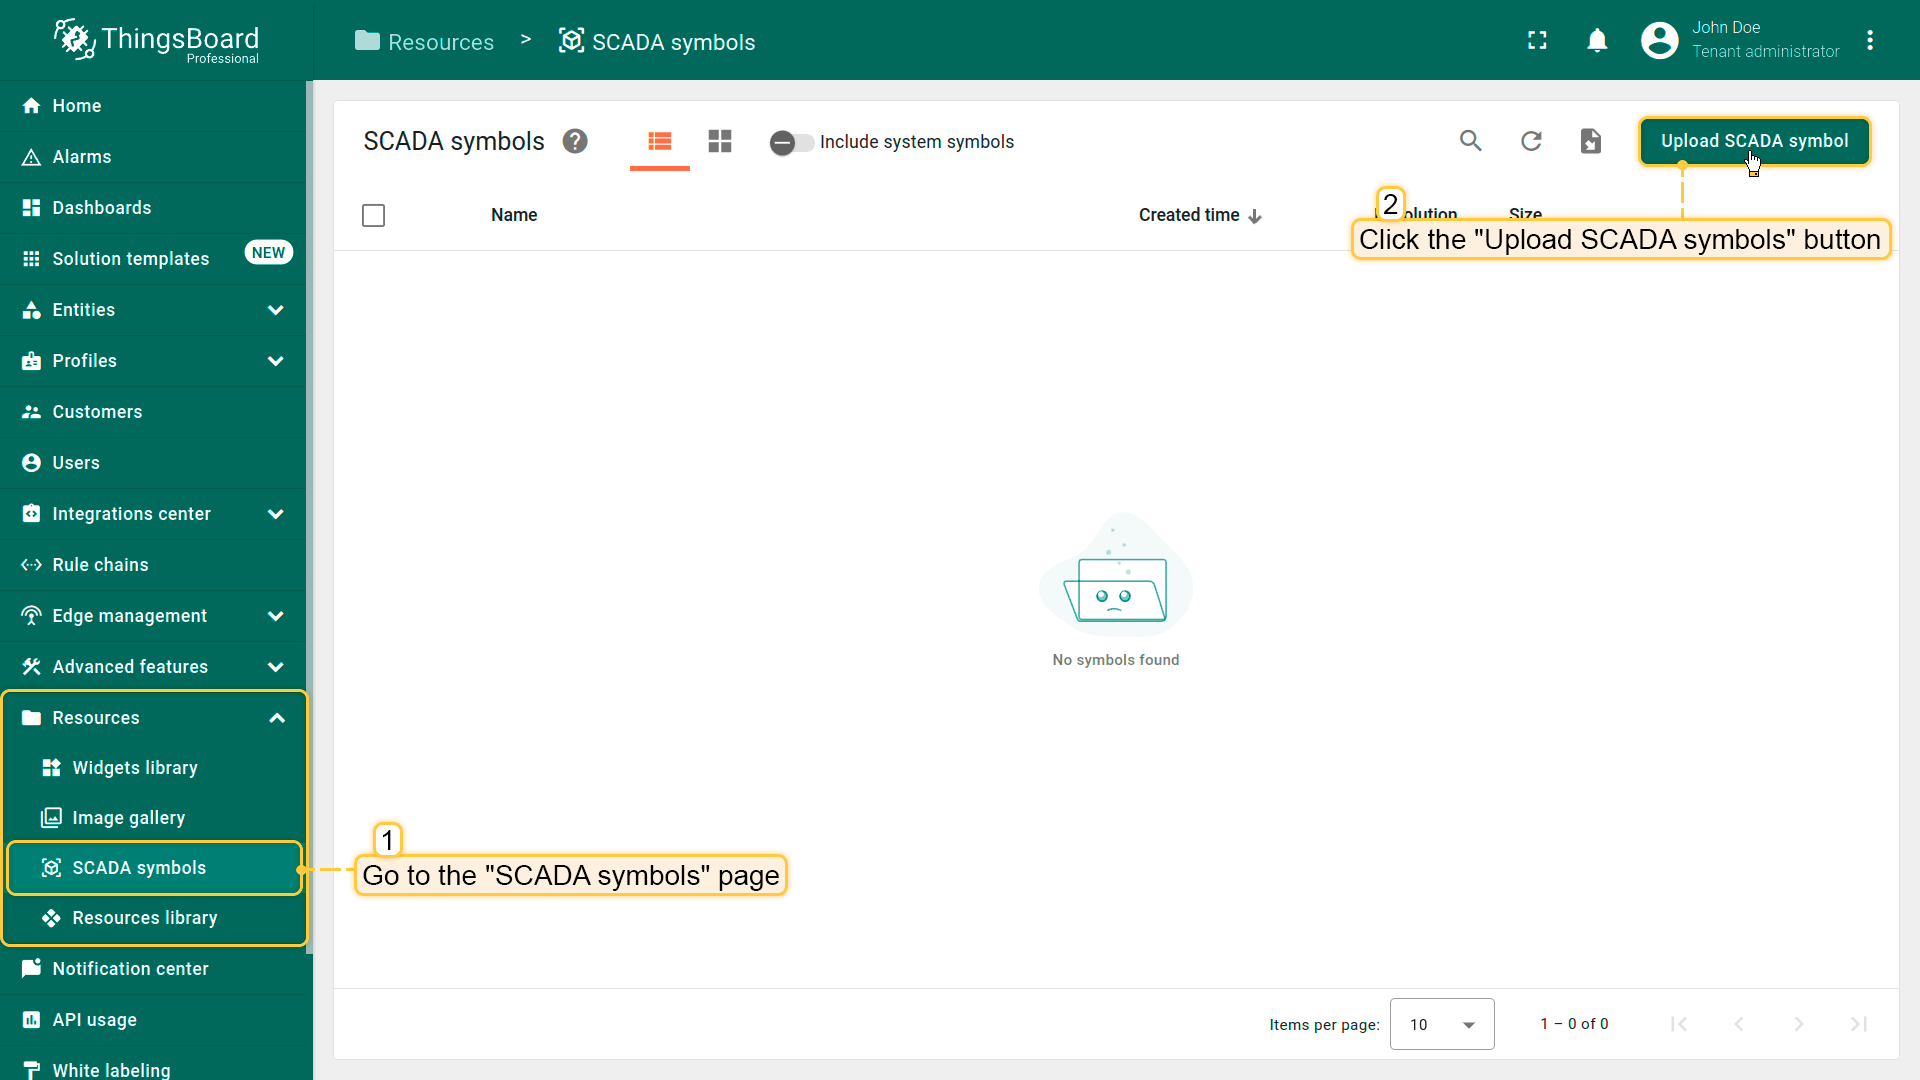 ThingsBoard
Professional
Resources > SCADA symbols
John Doe
Tenant administrator
Home
Alarms
Dashboards
Solution templates NEW
Entities
Profiles
Customers
Users
Integrations center
Rule chains
Edge management
Advanced features
Resources
Widgets library
Image gallery
SCADA symbols
Resources library
Notification center
API usage
White labeling
SCADA symbols ? Include system symbols Upload SCADA symbol
Name Created time Size
2
Click the "Upload SCADA symbols" button
No symbols found
1
Go to the "SCADA symbols" page
Items per page: 10 1 – 0 of 0